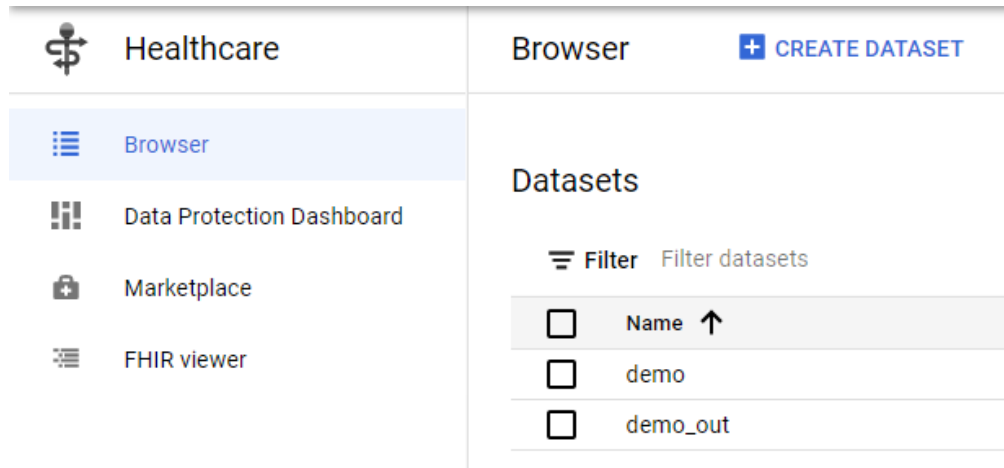 Healthcare
Browser
Data Protection Dashboard
Marketplace
FHIR viewer
Browser
CREATE DATASET
Datasets
Filter Filter datasets
Name
demo
demo_out